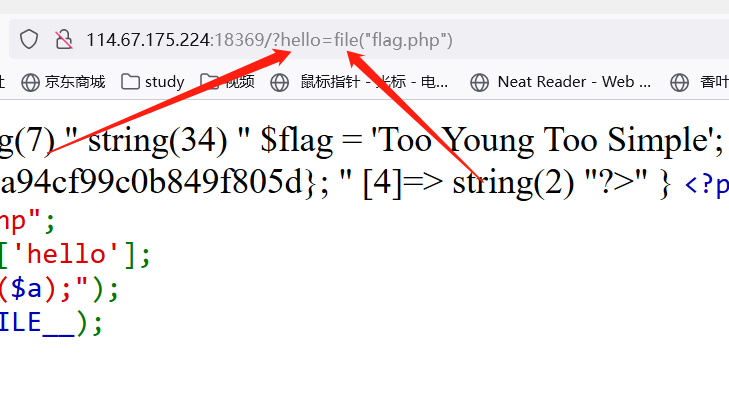 114.67.175.224:18369/?hello=file("flag.php")
址 京东商城 study 视频 鼠标指针 - 光标 - 电... Neat Reader - Web ... 香叶
g(7) " string(34) " $flag = 'Too Young Too Simple';
a94cf99c0b849f805d}; " [4]=> string(2) "?>" } <?p
hp";
['hello'];
($a);");
ILE__);